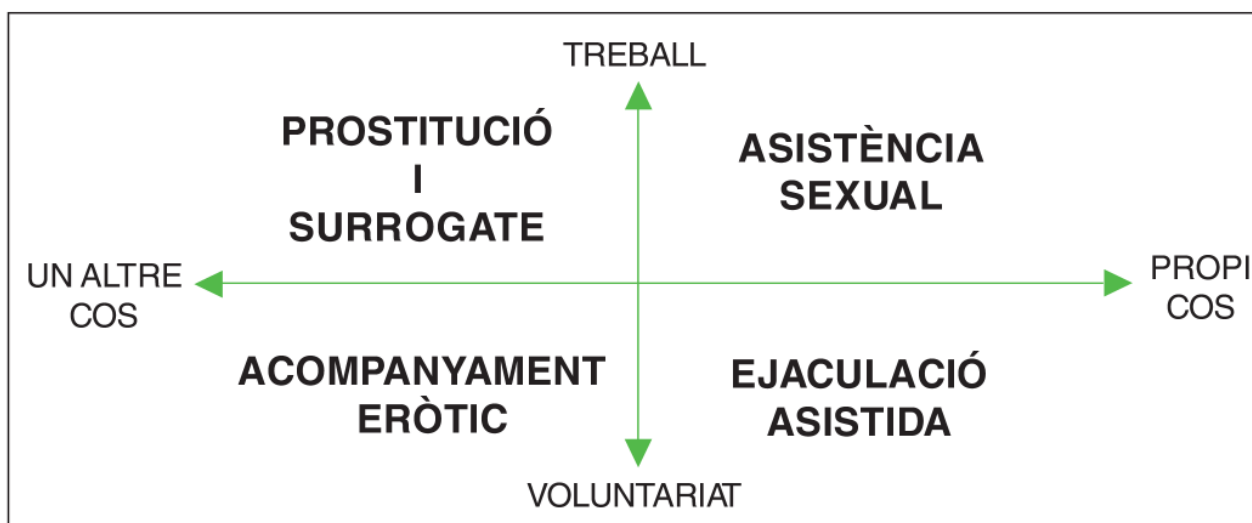 TREBALL
PROSTITUCIÓ
I
SURROGATE
ASISTÈNCIA
SEXUAL
UN ALTRE
COS
PROPI
COS
ACOMPANYAMENT
ERÒTIC
EJACULACIÓ
ASISTIDA
VOLUNTARIAT